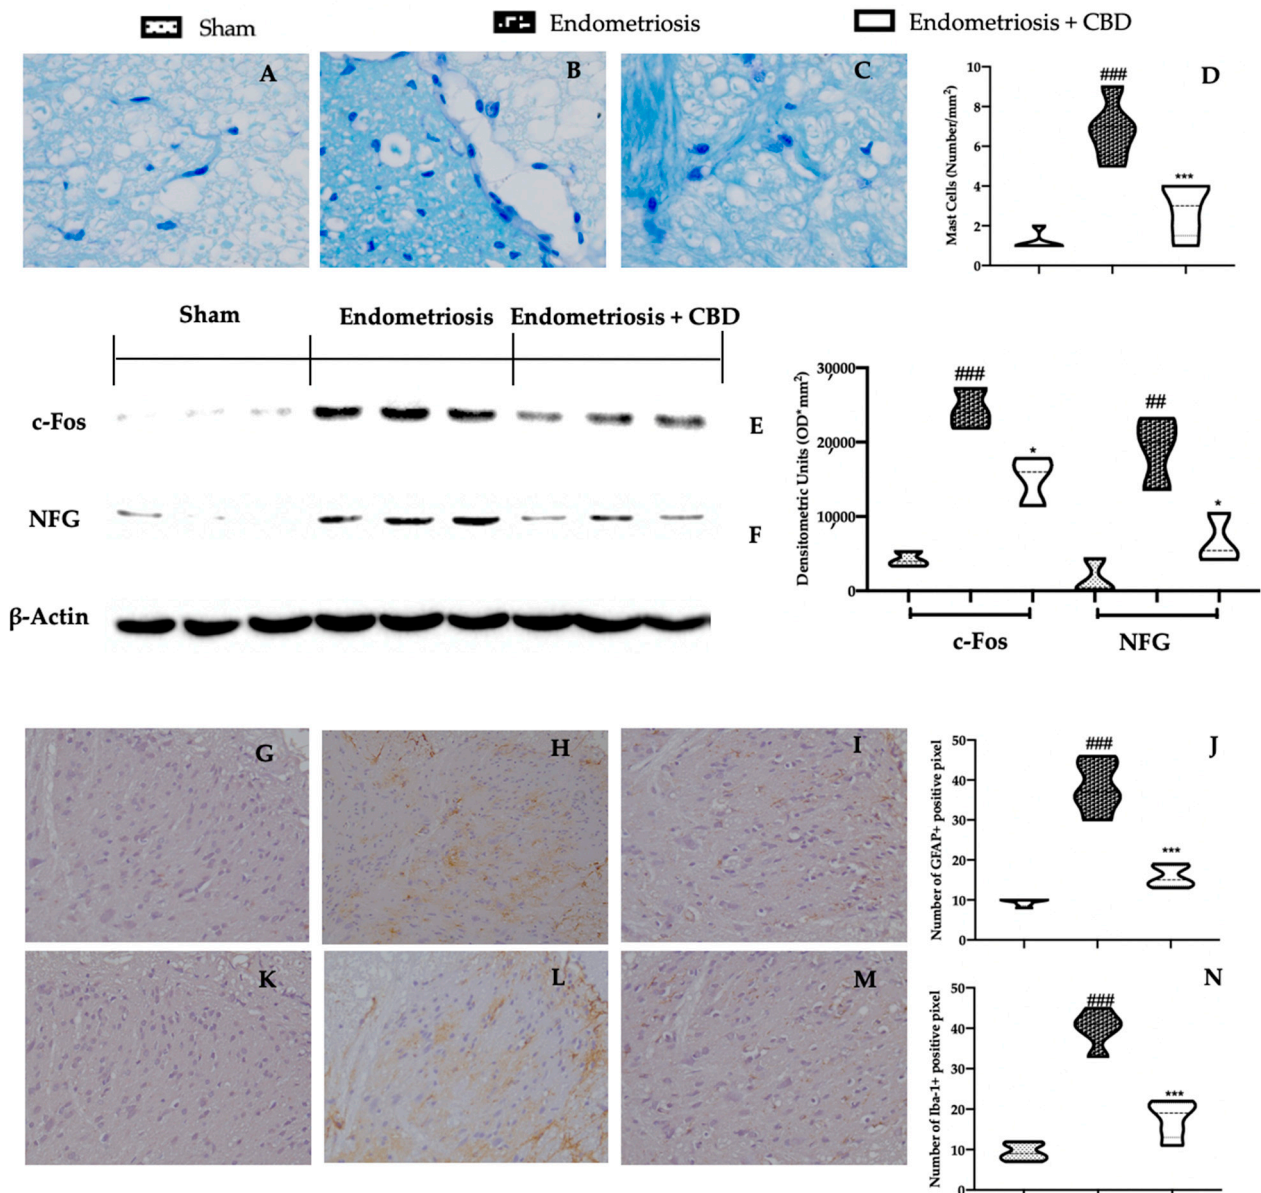 Sham
Endometriosis
Endometriosis + CBD
A
B
C
D
###
***
10
8
6
4
2
0
Mast Cells (Number/mm²)
Sham
Endometriosis
Endometriosis + CBD
c-Fos
NFG
β-Actin
E
F
Densitometric Units (OD*mm²)
30000
20000
10000
0
###
*
##
*
c-Fos
NFG
G
H
I
J
Number of GFAP+ positive pixel
50
40
30
20
10
0
###
***
K
L
M
N
Number of Iba-1+ positive pixel
50
40
30
20
10
0
###
***